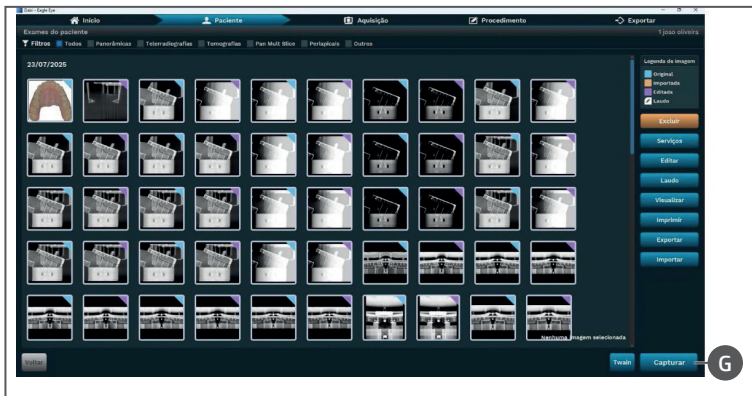 Dabi - Eagle Eye
Início
Paciente
Aquisição
Procedimento
Exportar
Exames do paciente
1 joao oliveira
Filtros Todos Panorâmicas Telerradiografias Tomografias Pan Mult Slice Periapicais Outros
23/07/2025
Legenda da imagem
Original
Importada
Editada
Laudo
Excluir
Serviços
Editar
Laudo
Visualizar
Imprimir
Exportar
Importar
Nenhuma imagem selecionada
Voltar
Twain
Capturar
G